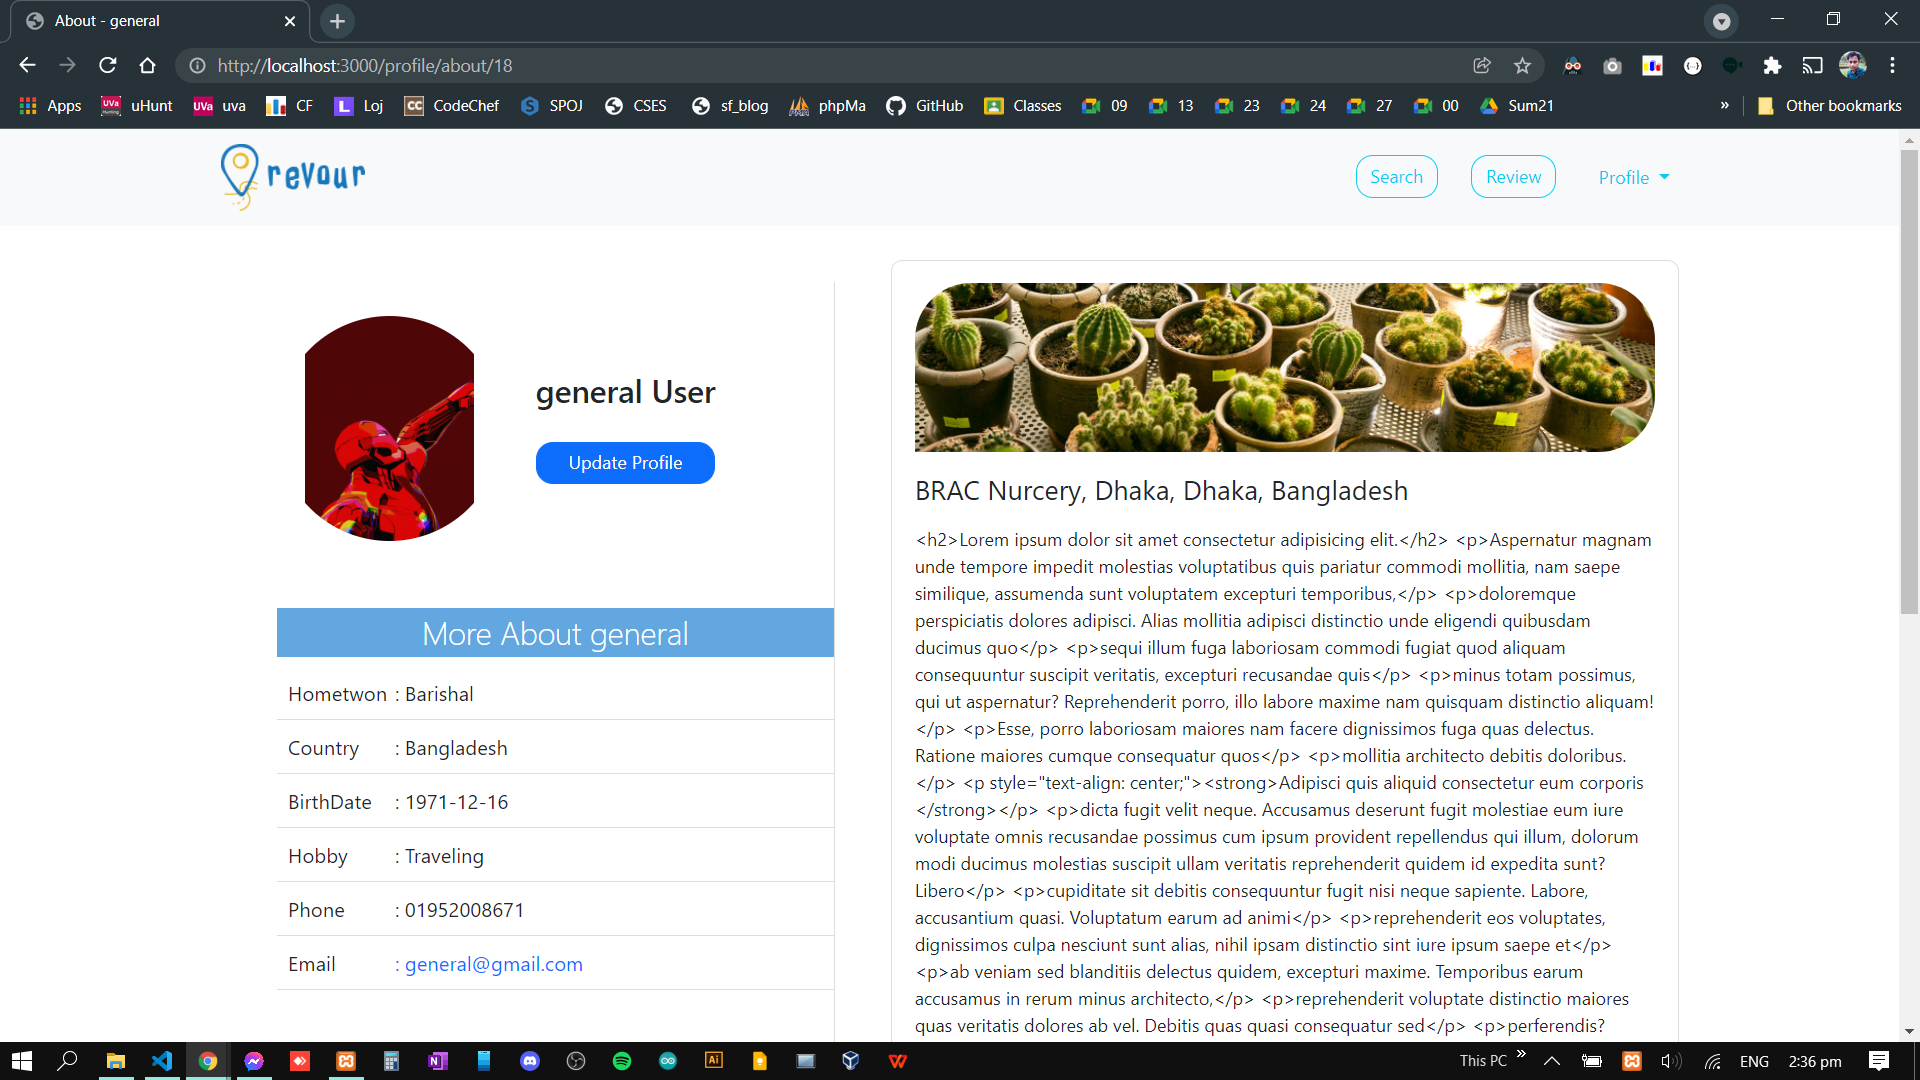 About - general
http://localhost:3000/profile/about/18
Apps uHunt uva CF Loj CodeChef SPOJ CSES sf_blog phpMa GitHub Classes 09 13 23 24 27 00 Sum21 » Other bookmarks
revour
Search Review Profile
general User
Update Profile
More About general
Hometwon : Barishal
Country : Bangladesh
BirthDate : 1971-12-16
Hobby : Traveling
Phone : 01952008671
Email : general@gmail.com
BRAC Nurcery, Dhaka, Dhaka, Bangladesh
<h2>Lorem ipsum dolor sit amet consectetur adipisicing elit.</h2> <p>Aspernatur magnam
unde tempore impedit molestias voluptatibus quis pariatur commodi mollitia, nam saepe
similique, assumenda sunt voluptatem excepturi temporibus,</p> <p>doloremque
perspiciatis dolores adipisci. Alias mollitia adipisci distinctio unde eligendi quibusdam
ducimus quo</p> <p>sequi illum fuga laboriosam commodi fugiat quod aliquam
consequuntur suscipit veritatis, excepturi recusandae quis</p> <p>minus totam possimus,
qui ut aspernatur? Reprehenderit porro, illo labore maxime nam quisquam distinctio aliquam!
</p> <p>Esse, porro laboriosam maiores nam facere dignissimos fuga quas delectus.
Ratione maiores cumque consequatur quos</p> <p>mollitia architecto debitis doloribus.
</p> <p style="text-align: center;"><strong>Adipisci quis aliquid consectetur eum corporis
</strong></p> <p>dicta fugit velit neque. Accusamus deserunt fugit molestiae eum iure
voluptate omnis recusandae possimus cum ipsum provident repellendus qui illum, dolorum
modi ducimus molestias suscipit ullam veritatis reprehenderit quidem id expedita sunt?
Libero</p> <p>cupiditate sit debitis consequuntur fugit nisi neque sapiente. Labore,
accusantium quasi. Voluptatum earum ad animi</p> <p>reprehenderit eos voluptates,
dignissimos culpa nesciunt sunt alias, nihil ipsam distinctio sint iure ipsum saepe et</p>
<p>ab veniam sed blanditiis delectus quidem, excepturi maxime. Temporibus earum
accusamus in rerum minus architecto,</p> <p>reprehenderit voluptate distinctio maiores
quas veritatis dolores ab vel. Debitis quas quasi consequatur sed</p> <p>perferendis?
This PC » ENG 2:36 pm